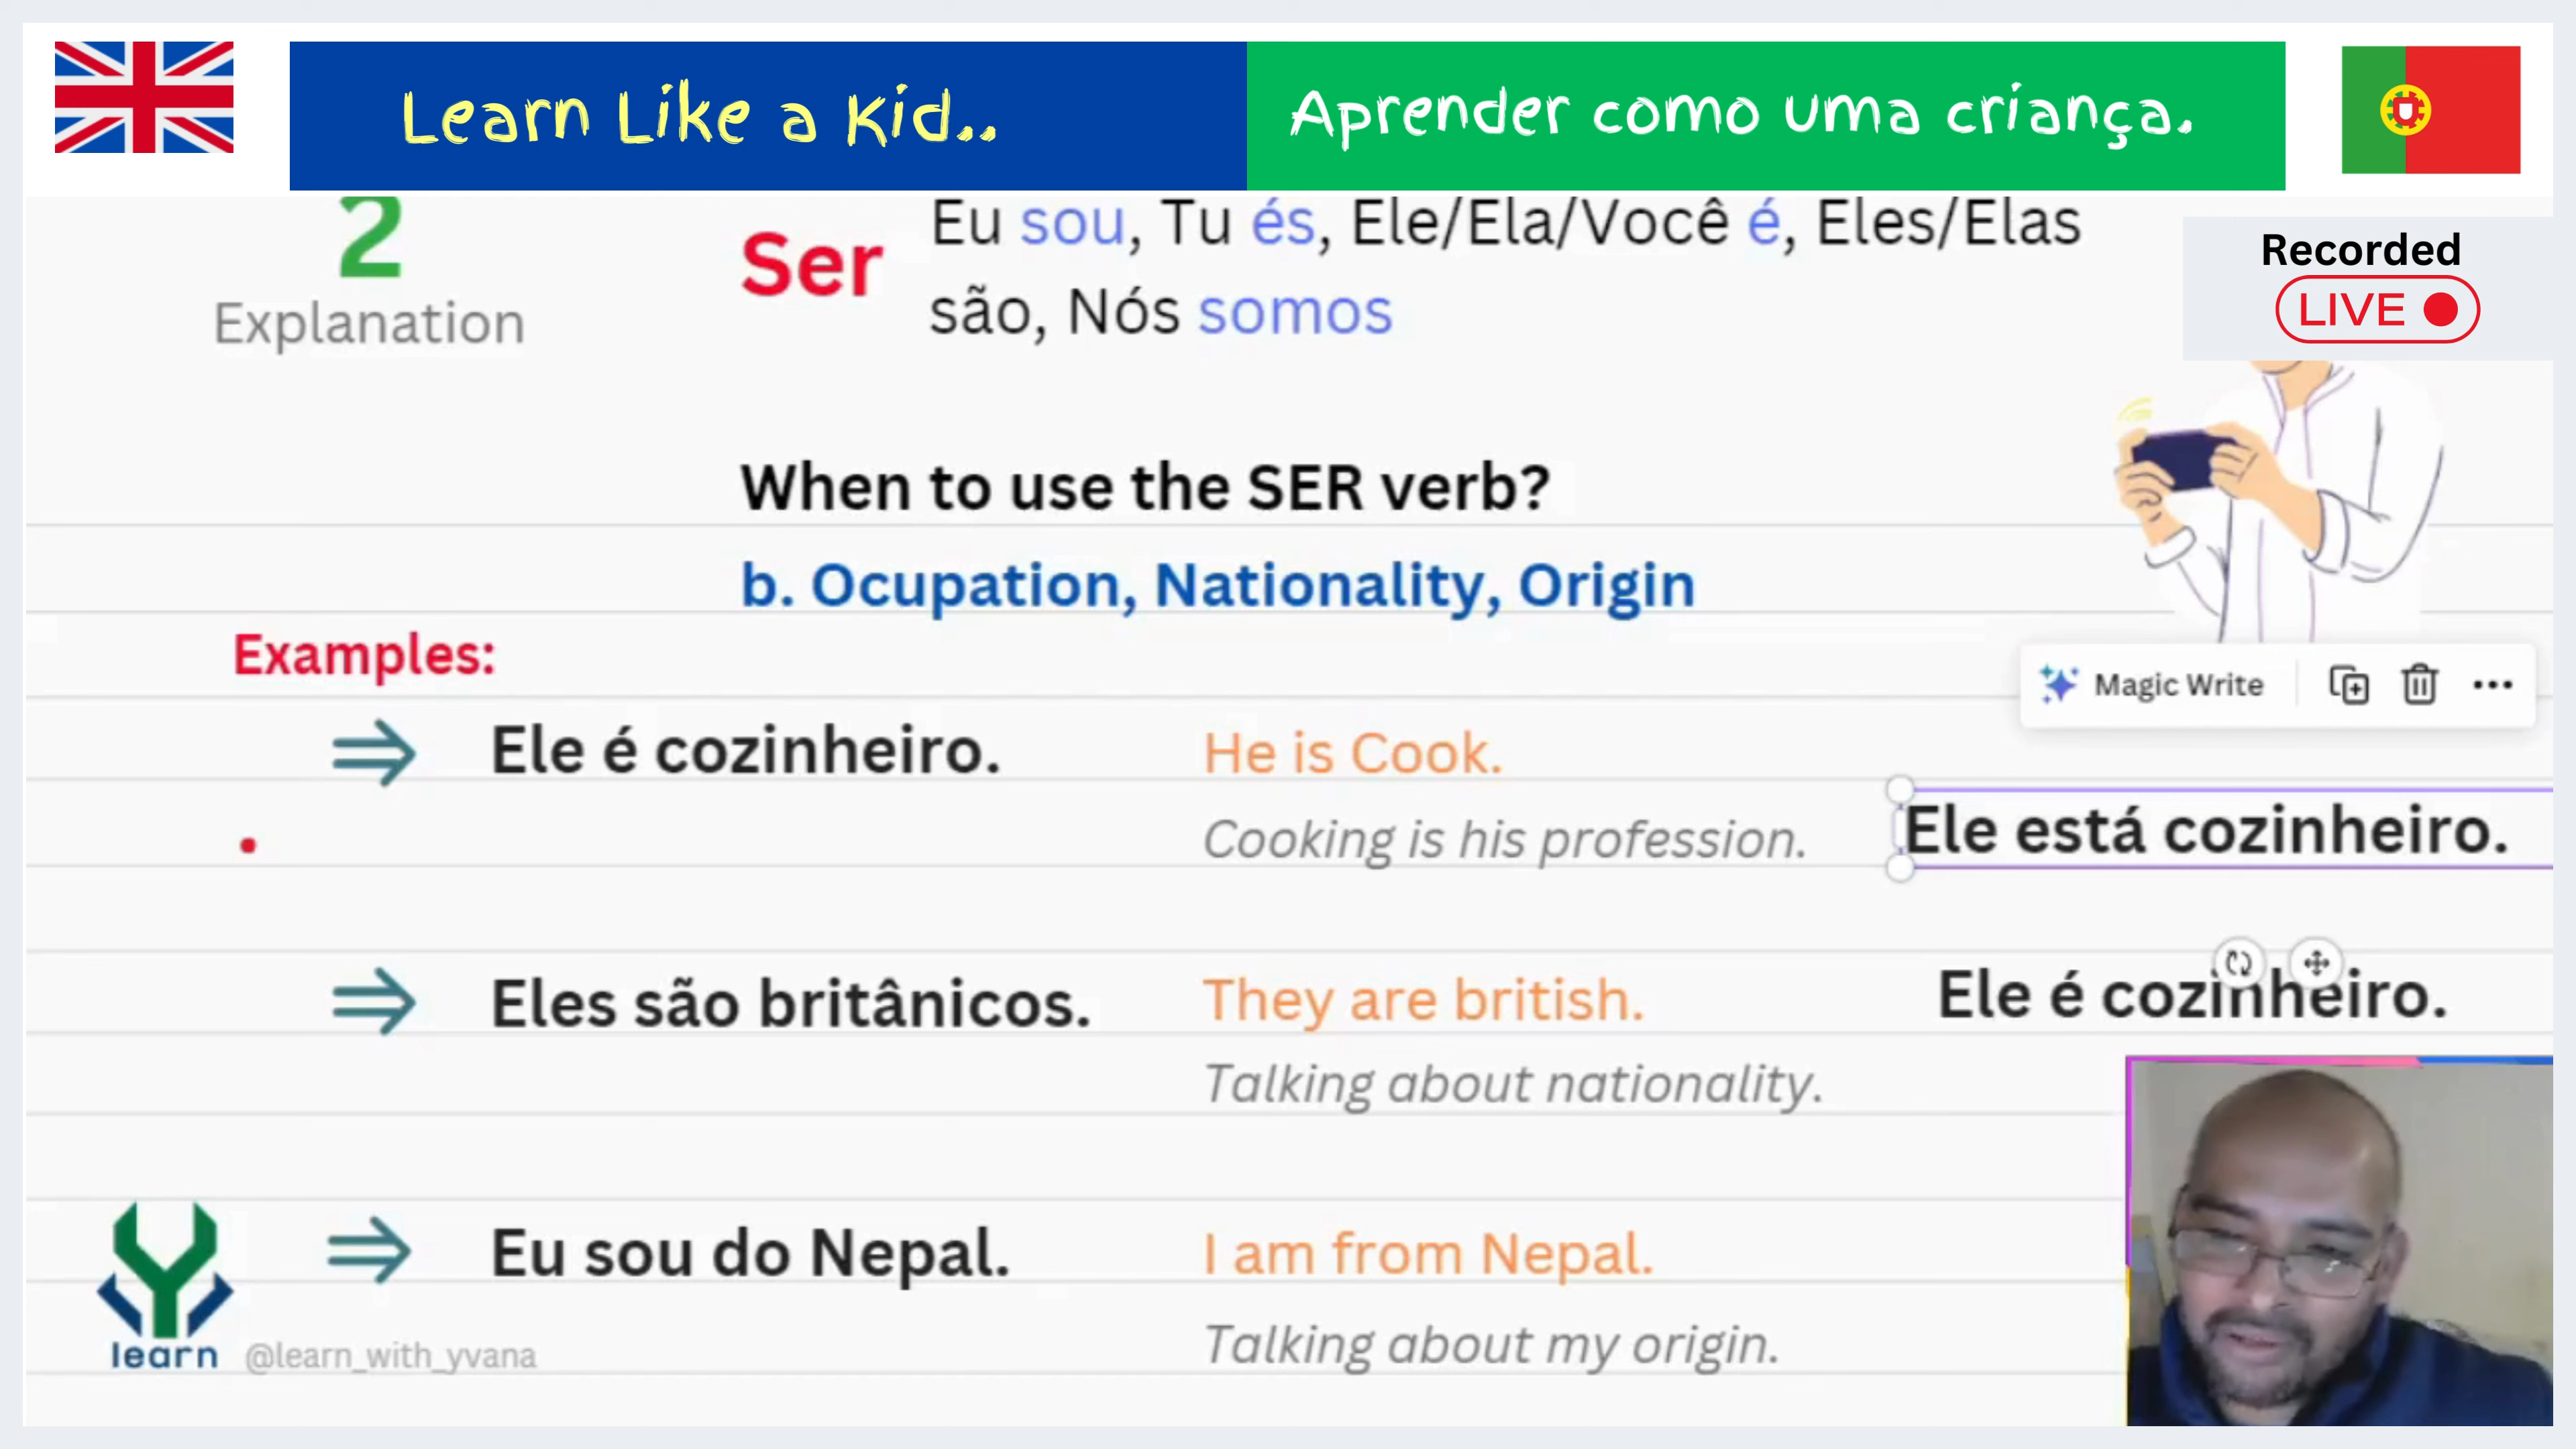 Learn Like a Kid..
Aprender como uma criança.
2
Explanation
Ser
Eu sou, Tu és, Ele/Ela/Você é, Eles/Elas
são, Nós somos
Recorded
LIVE
When to use the SER verb?
b. Ocupation, Nationality, Origin
Examples:
Magic Write
Ele é cozinheiro.
He is Cook.
Cooking is his profession.
Ele está cozinheiro.
Eles são britânicos.
They are british.
Ele é cozinheiro.
Talking about nationality.
Eu sou do Nepal.
I am from Nepal.
Talking about my origin.
learn
@learn_with_yvana